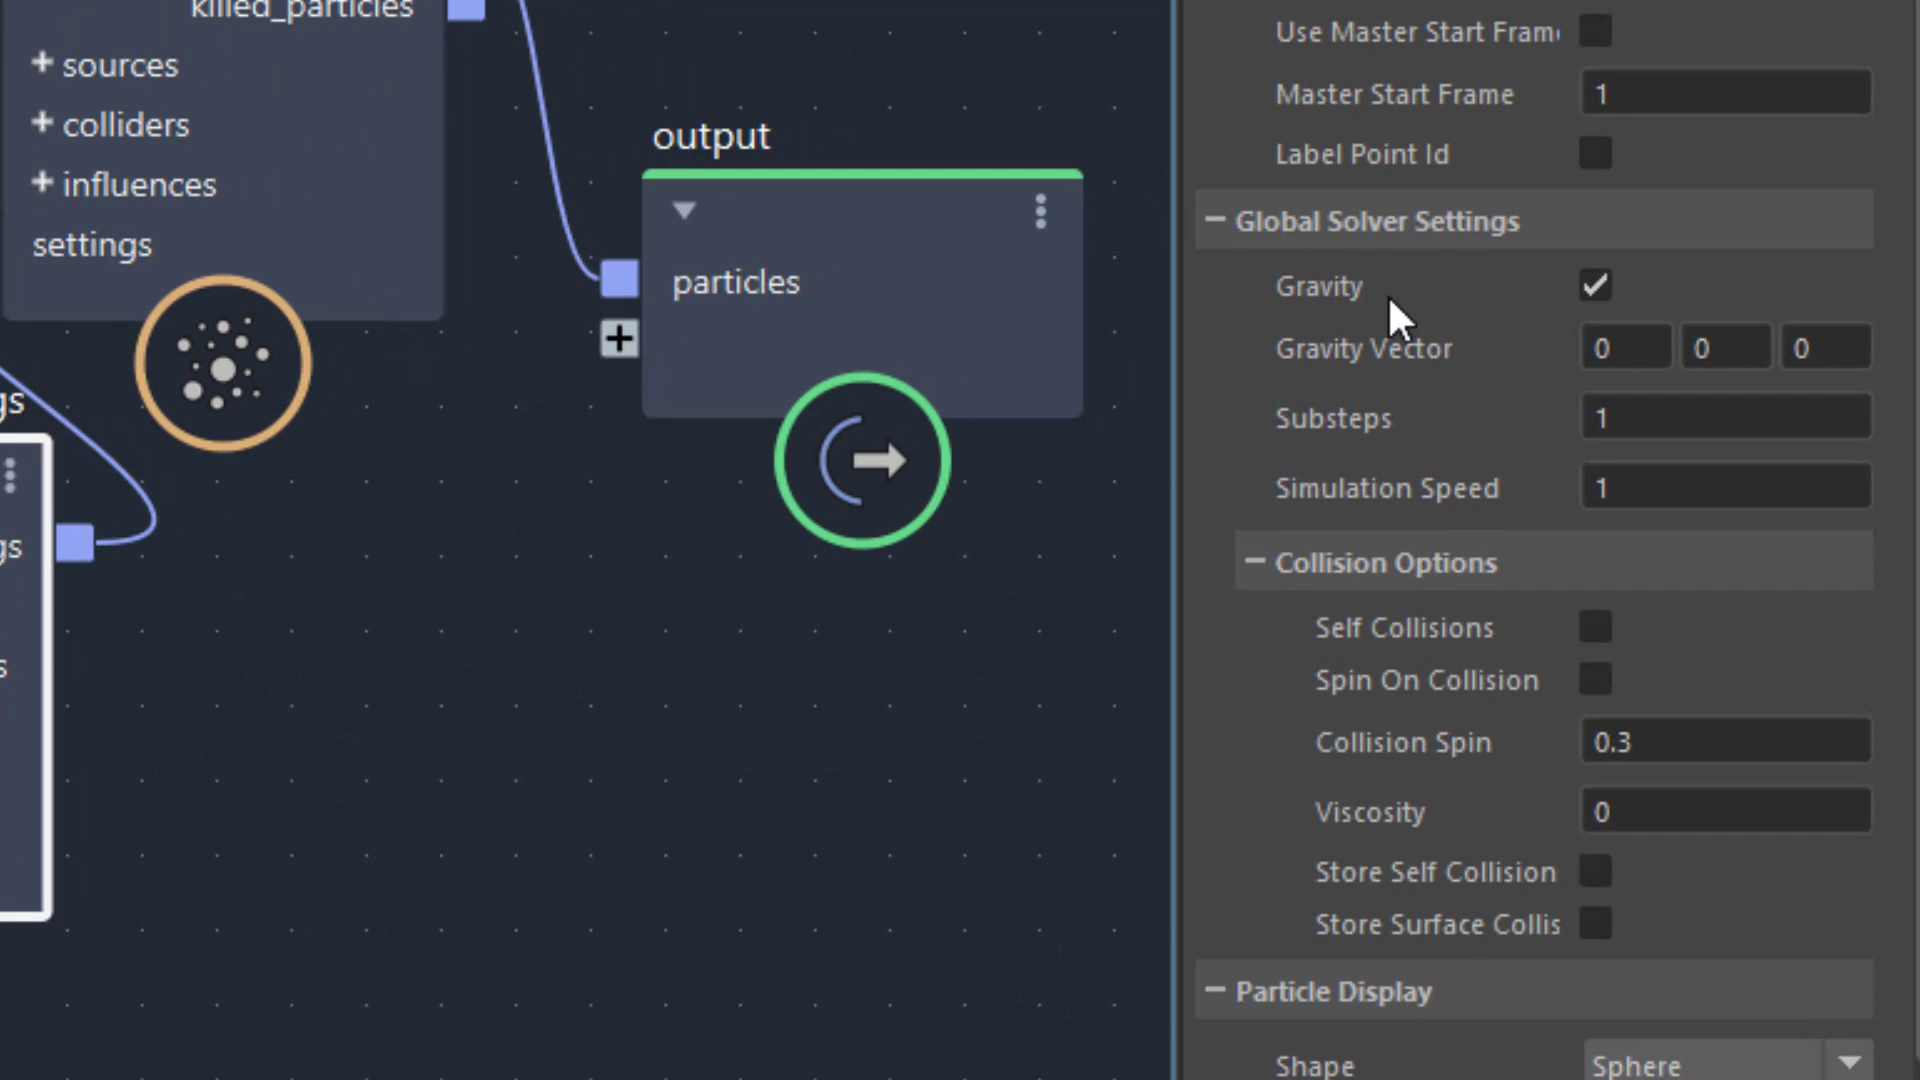 killed_particles
+ sources
+ colliders
+ influences
settings
gs
gs
s
output
particles
Use Master Start Fram
Master Start Frame 1
Label Point Id
Global Solver Settings
Gravity
Gravity Vector 0 0 0
Substeps 1
Simulation Speed 1
Collision Options
Self Collisions
Spin On Collision
Collision Spin 0.3
Viscosity 0
Store Self Collision
Store Surface Collis
Particle Display
Shape Sphere